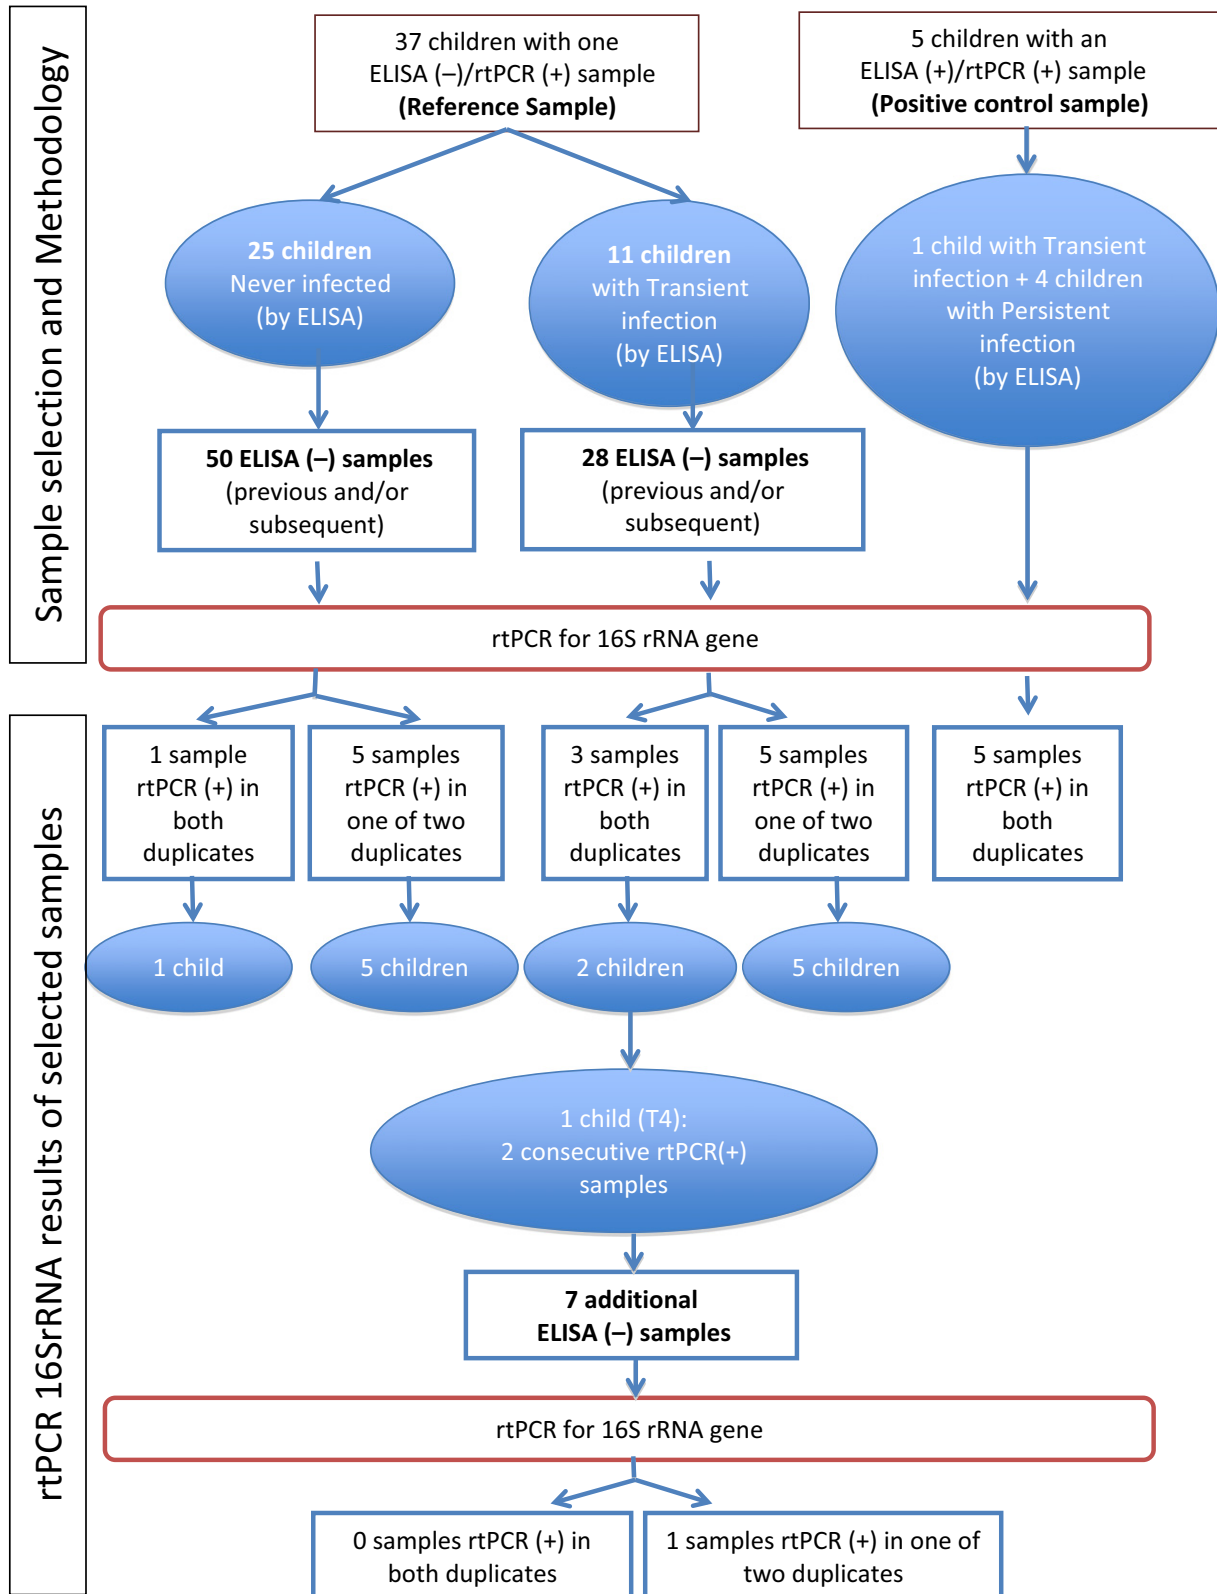 Sample selection and Methodology
37 children with one
ELISA (–)/rtPCR (+) sample
(Reference Sample)
5 children with an
ELISA (+)/rtPCR (+) sample
(Positive control sample)
25 children
Never infected
(by ELISA)
11 children
with Transient
infection
(by ELISA)
1 child with Transient
infection + 4 children
with Persistent
infection
(by ELISA)
50 ELISA (–) samples
(previous and/or
subsequent)
28 ELISA (–) samples
(previous and/or
subsequent)
rtPCR for 16S rRNA gene
rtPCR 16SrRNA results of selected samples
1 sample
rtPCR (+) in
both
duplicates
5 samples
rtPCR (+) in
one of two
duplicates
3 samples
rtPCR (+) in
both
duplicates
5 samples
rtPCR (+) in
one of two
duplicates
5 samples
rtPCR (+) in
both
duplicates
1 child
5 children
2 children
5 children
1 child (T4):
2 consecutive rtPCR(+)
samples
7 additional
ELISA (–) samples
rtPCR for 16S rRNA gene
0 samples rtPCR (+) in
both duplicates
1 samples rtPCR (+) in one of
two duplicates